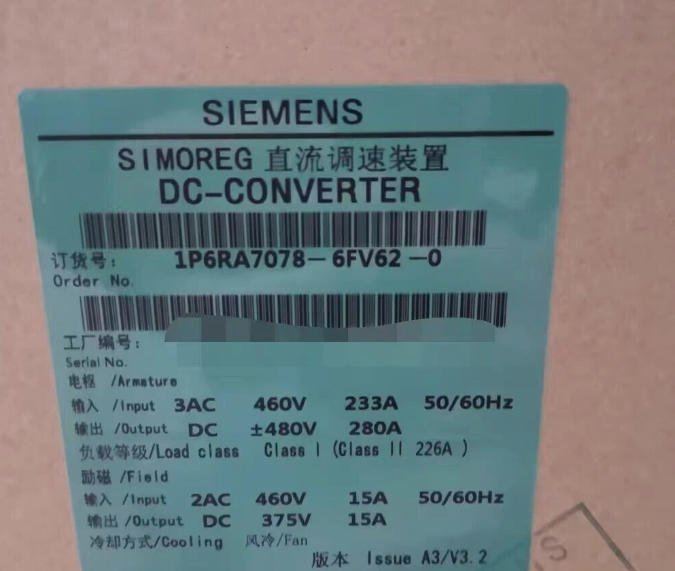 SIEMENS
SIMOREG 直流调速装置
DC-CONVERTER
订货号: 1P6RA7078-6FV62-0
Order No.
工厂编号:
Serial No.
电枢 /Armature
输入 /Input 3AC 460V 233A 50/60Hz
输出 /Output DC ±480V 280A
负载等级/Load class Class I (Class II 226A )
励磁 /Field
输入 /Input 2AC 460V 15A 50/60Hz
输出 /Output DC 375V 15A
冷却方式/Cooling 风冷/Fan
版本 Issue A3/V3.2